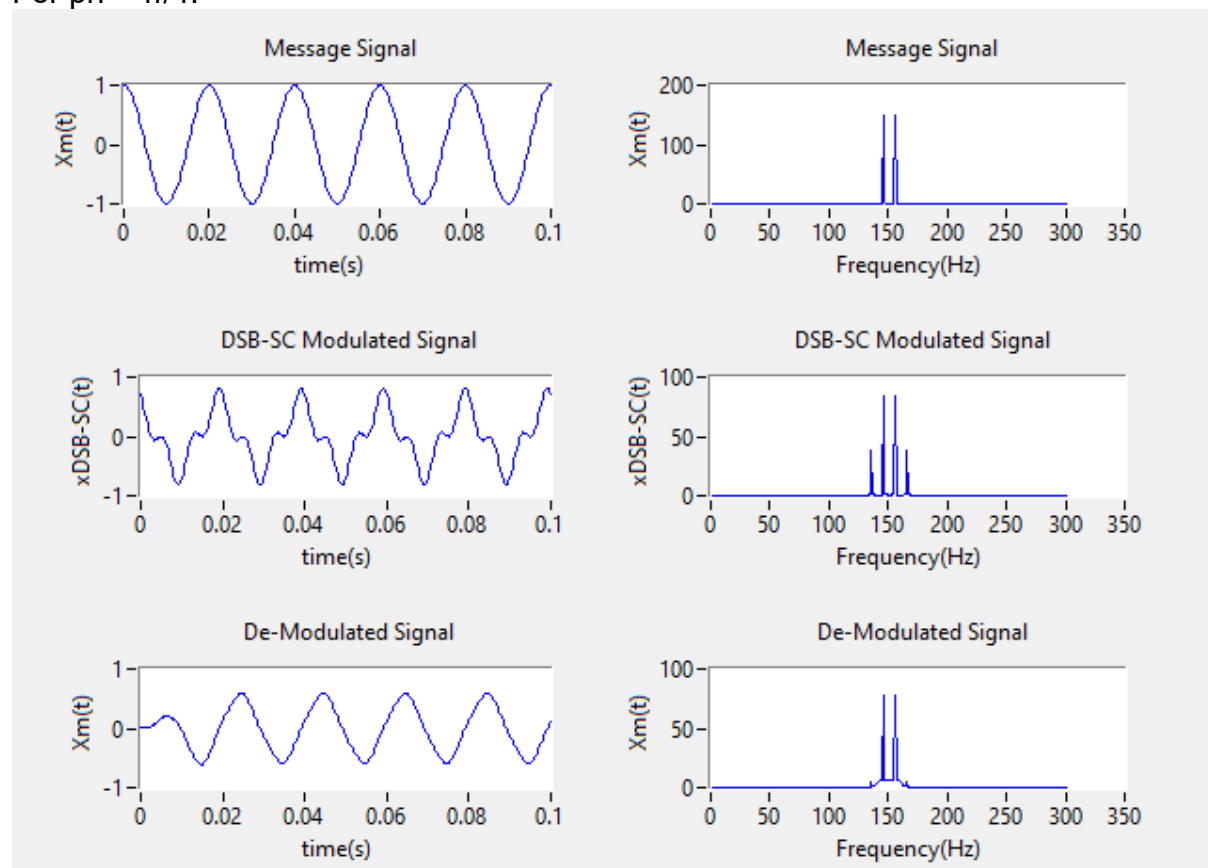 Message Signal
Message Signal
Xm(t)
1
0
-1
0 0.02 0.04 0.06 0.08 0.1
time(s)
Xm(t)
200
100
0
0 50 100 150 200 250 300 350
Frequency(Hz)
DSB-SC Modulated Signal
DSB-SC Modulated Signal
xDSB-SC(t)
1
0
-1
0 0.02 0.04 0.06 0.08 0.1
time(s)
xDSB-SC(t)
100
50
0
0 50 100 150 200 250 300 350
Frequency(Hz)
De-Modulated Signal
De-Modulated Signal
Xm(t)
1
0
-1
0 0.02 0.04 0.06 0.08 0.1
time(s)
Xm(t)
100
50
0
0 50 100 150 200 250 300 350
Frequency(Hz)